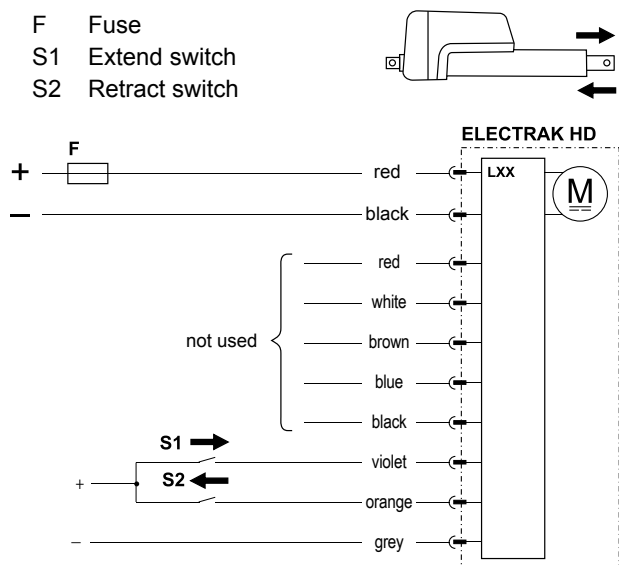 F Fuse
S1 Extend switch
S2 Retract switch
ELECTRAK HD
F
+ red LXX M
− black
red
white
not used brown
blue
black
S1 violet
+ S2
orange
− grey